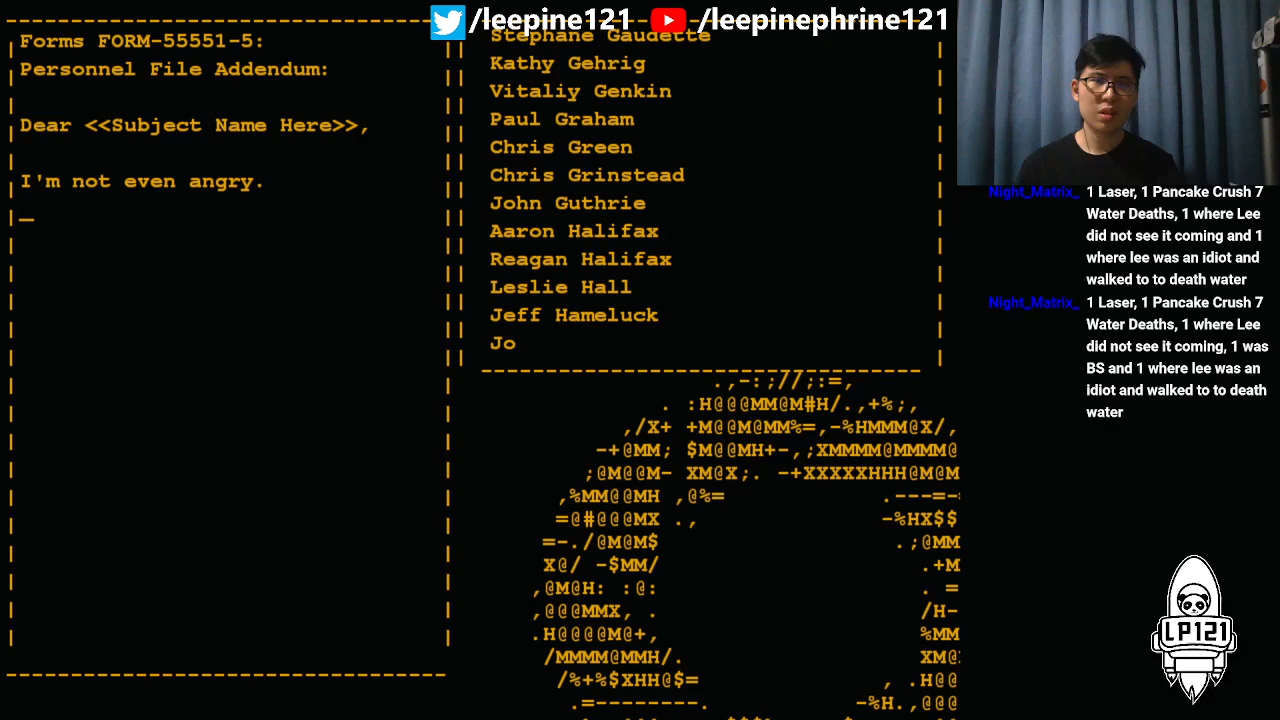 /leepine121 /leepinephrine121
Forms FORM-55551-5:
Personnel File Addendum:
Dear <<Subject Name Here>>,
I'm not even angry.
Stephane Gaudette
Kathy Gehrig
Vitaliy Genkin
Paul Graham
Chris Green
Chris Grinstead
John Guthrie
Aaron Halifax
Reagan Halifax
Leslie Hall
Jeff Hameluck
Jo
Night_Matrix_ 1 Laser, 1 Pancake Crush 7
Water Deaths, 1 where Lee
did not see it coming and 1
where lee was an idiot and
walked to to death water
Night_Matrix_ 1 Laser, 1 Pancake Crush 7
Water Deaths, 1 where Lee
did not see it coming, 1 was
BS and 1 where lee was an
idiot and walked to to death
water
LP121